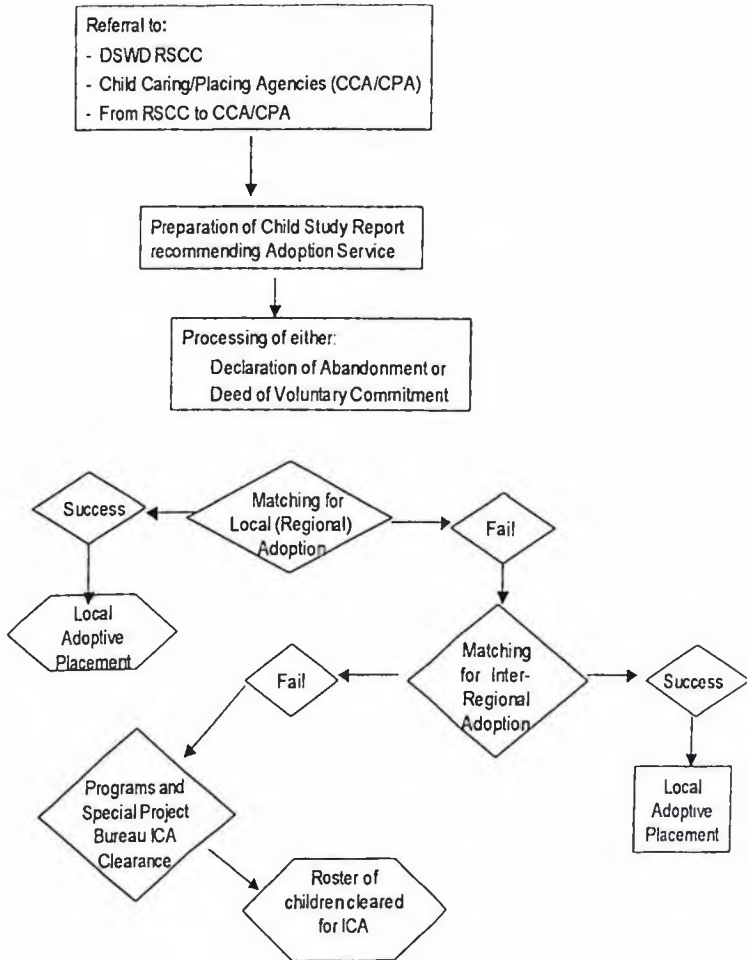 Referral to:
- DSWD RSCC
- Child Caring/Placing Agencies (CCA/CPA)
- From RSCC to CCA/CPA
Preparation of Child Study Report
recommending Adoption Service
Processing of either:
Declaration of Abandonment or
Deed of Voluntary Commitment
Success
Matching for
Local (Regional)
Adoption
Fail
Local
Adoptive
Placement
Matching
for Inter-
Regional
Adoption
Fail
Success
Programs and
Special Project
Bureau ICA
Clearance
Local
Adoptive
Placement
Roster of
children cleared
for ICA